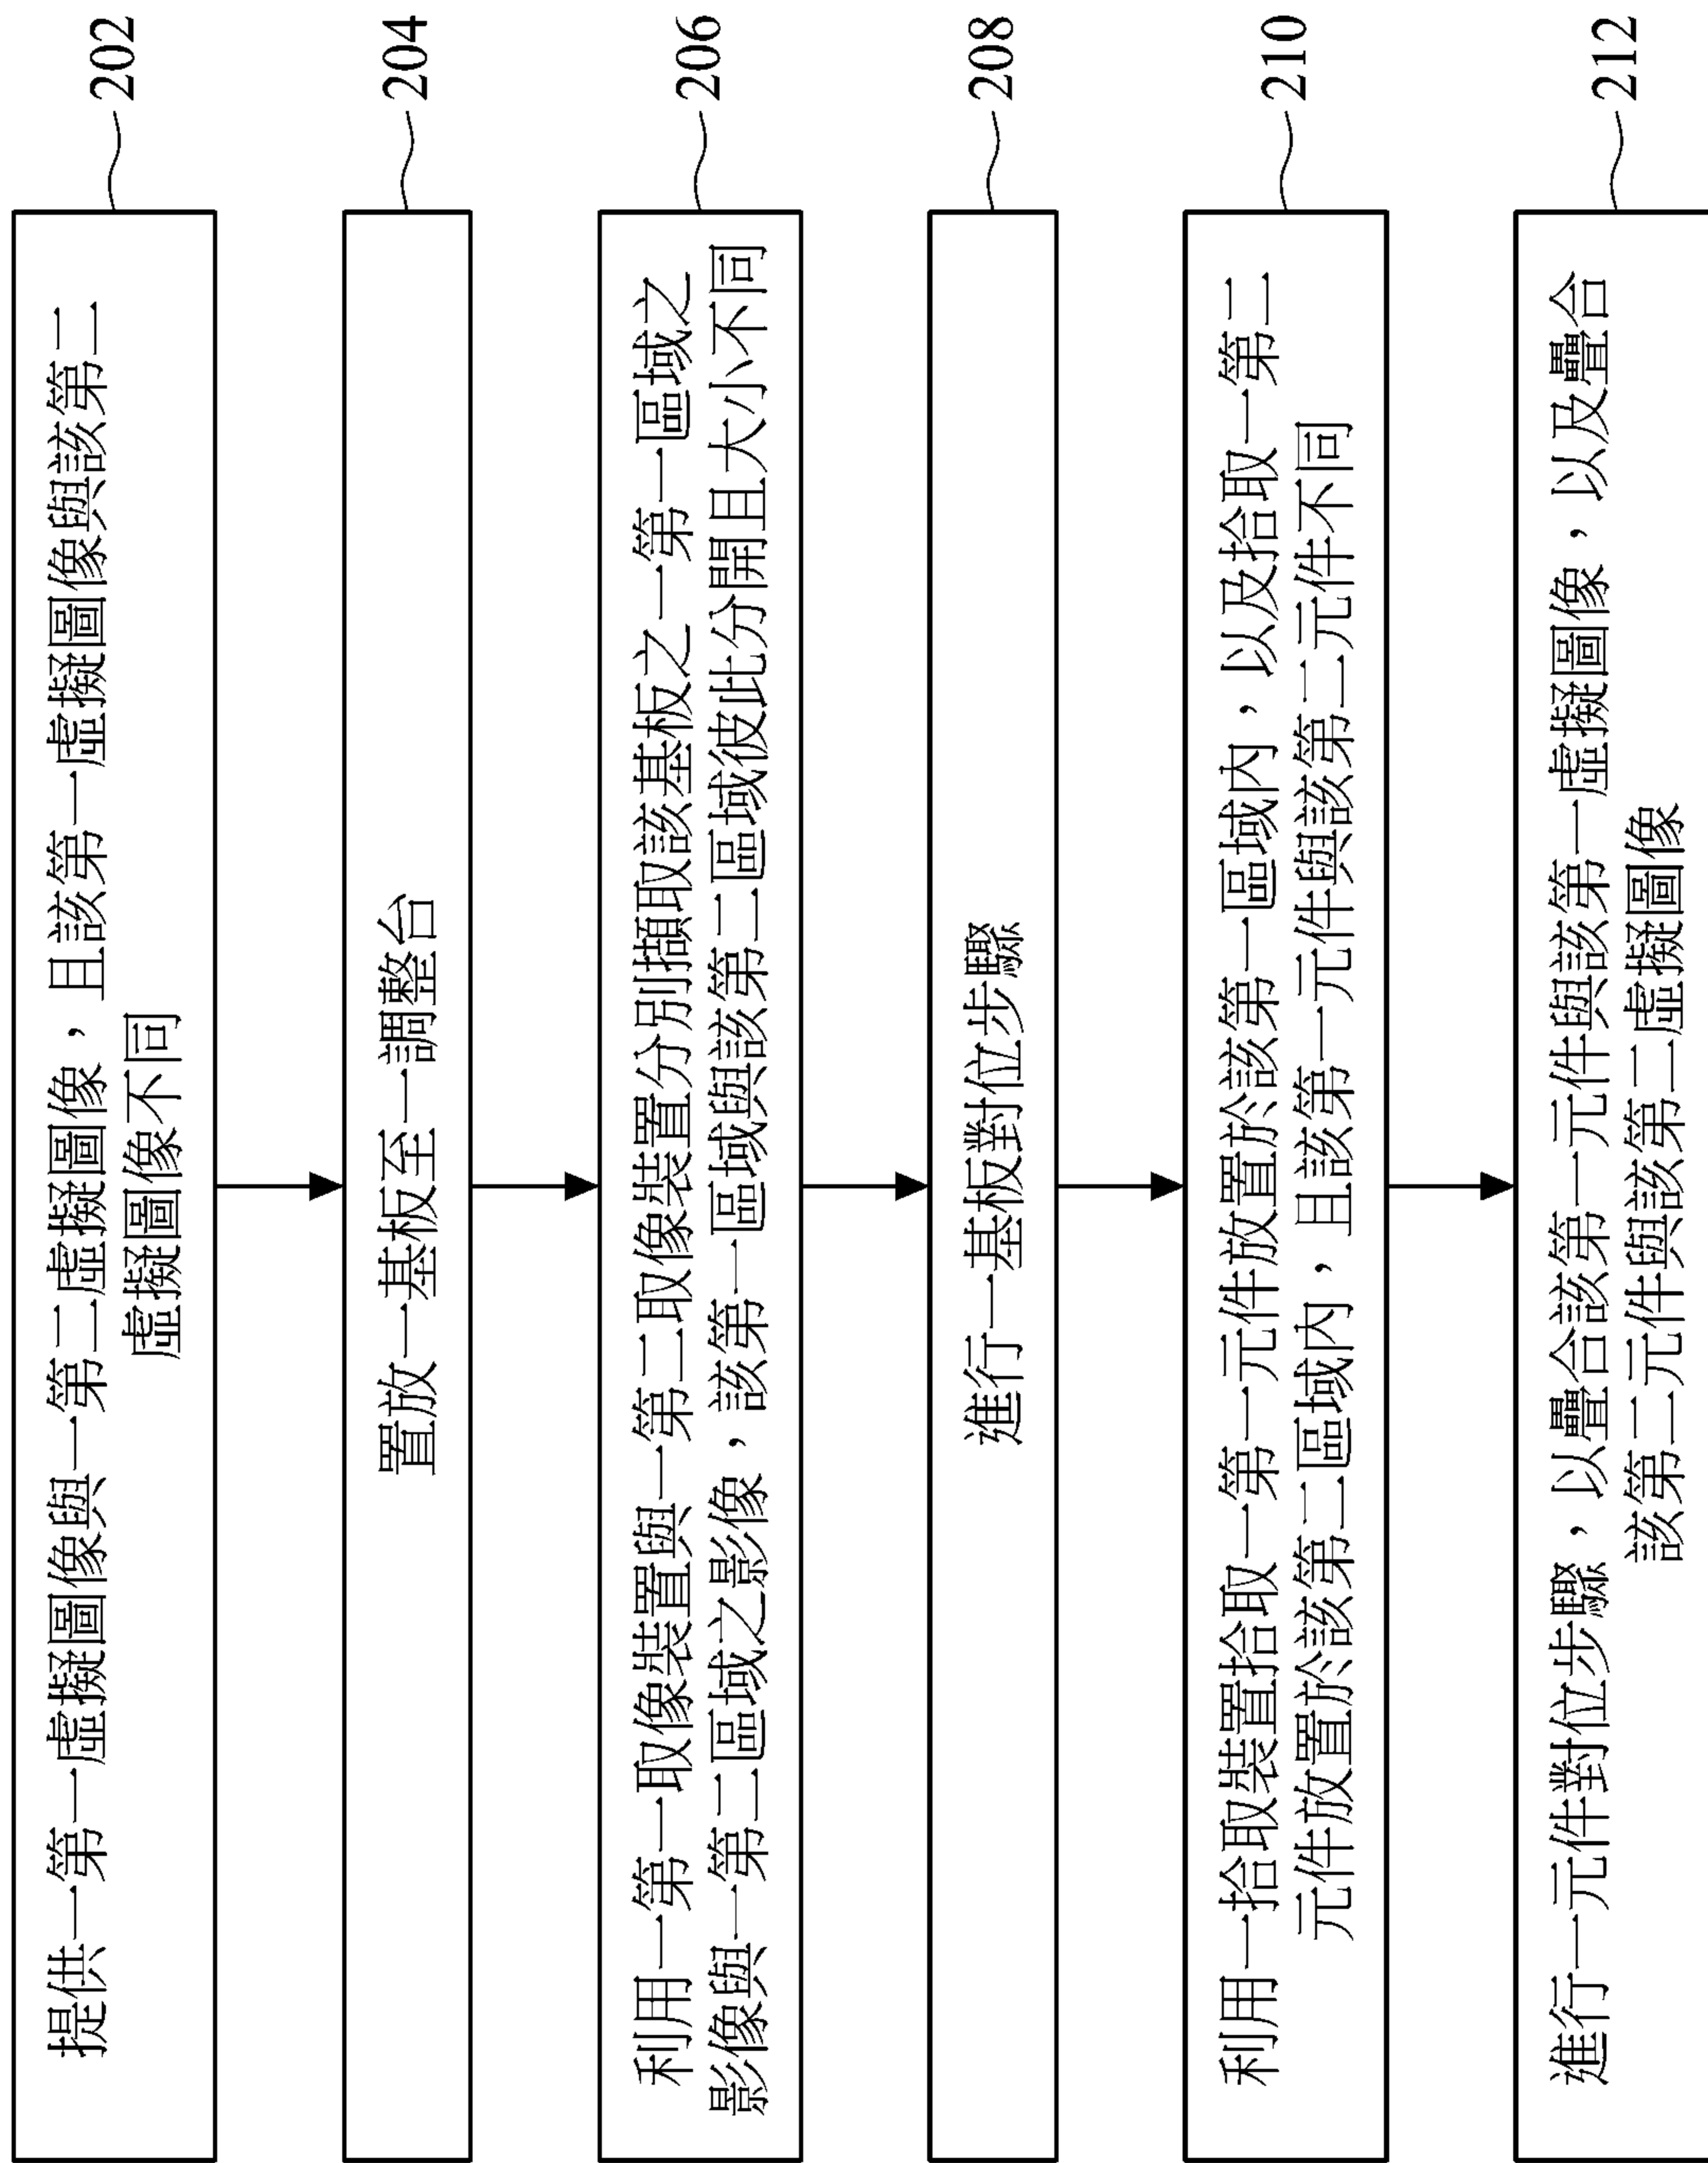 提供一第一虛擬圖像與一第二虛擬圖像，且該第一虛擬圖像與該第二
虛擬圖像不同
202
置放一基板至一調整台
204
利用一第一取像裝置與一第二取像裝置分別擷取該基板之一第一區域之
影像與一第二區域之影像，該第一區域與該第二區域彼此分開且大小不同
206
進行一基板對位步驟
208
利用一拾取裝置拾取一第一元件放置於該第一區域內，以及拾取一第二
元件放置於該第二區域內，且該第一元件與該第二元件不同
210
進行一元件對位步驟，以疊合該第一元件與該第一虛擬圖像，以及疊合
該第二元件與該第二虛擬圖像
212